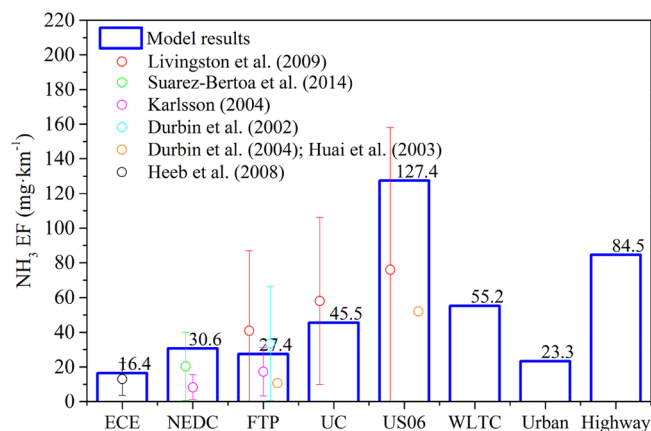 220
200
180
160
140
120
100
80
60
40
20
0
NH3 EF (mg·km-1)
Model results
Livingston et al. (2009)
Suarez-Bertoa et al. (2014)
Karlsson (2004)
Durbin et al. (2002)
Durbin et al. (2004); Huai et al. (2003)
Heeb et al. (2008)
16.4
30.6
27.4
45.5
127.4
55.2
23.3
84.5
ECE NEDC FTP UC US06 WLTC Urban Highway